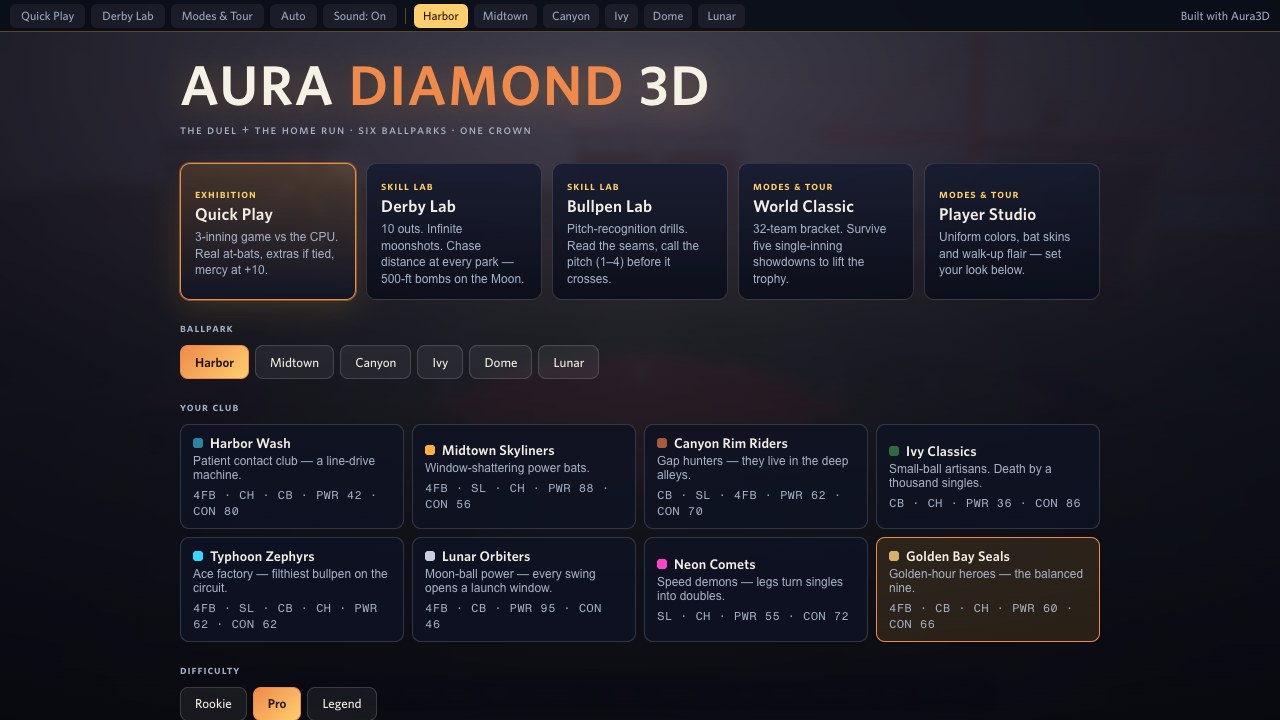 Quick Play
Derby Lab
Modes & Tour
Auto
Sound: On
Harbor
Midtown
Canyon
Ivy
Dome
Lunar
Built with Aura3D
AURA DIAMOND 3D
THE DUEL + THE HOME RUN · SIX BALLPARKS · ONE CROWN
EXHIBITION
Quick Play
3-inning game vs the CPU.
Real at-bats, extras if tied,
mercy at +10.
SKILL LAB
Derby Lab
10 outs. Infinite
moonshots. Chase
distance at every park —
500-ft bombs on the Moon.
SKILL LAB
Bullpen Lab
Pitch-recognition drills.
Read the seams, call the
pitch (1–4) before it
crosses.
MODES & TOUR
World Classic
32-team bracket. Survive
five single-inning
showdowns to lift the
trophy.
MODES & TOUR
Player Studio
Uniform colors, bat skins
and walk-up flair — set
your look below.
BALLPARK
Harbor
Midtown
Canyon
Ivy
Dome
Lunar
YOUR CLUB
Harbor Wash
Patient contact club — a line-drive
machine.
4FB · CH · CB · PWR 42 ·
CON 80
Midtown Skyliners
Window-shattering power bats.
4FB · SL · CH · PWR 88 ·
CON 56
Canyon Rim Riders
Gap hunters — they live in the deep
alleys.
CB · SL · 4FB · PWR 62 ·
CON 70
Ivy Classics
Small-ball artisans. Death by a
thousand singles.
CB · CH · PWR 36 · CON 86
Typhoon Zephyrs
Ace factory — filthiest bullpen on the
circuit.
4FB · SL · CB · CH · PWR
62 · CON 62
Lunar Orbiters
Moon-ball power — every swing
opens a launch window.
4FB · CB · PWR 95 · CON
46
Neon Comets
Speed demons — legs turn singles
into doubles.
SL · CH · PWR 55 · CON 72
Golden Bay Seals
Golden-hour heroes — the balanced
nine.
4FB · CB · CH · PWR 60 ·
CON 66
DIFFICULTY
Rookie
Pro
Legend